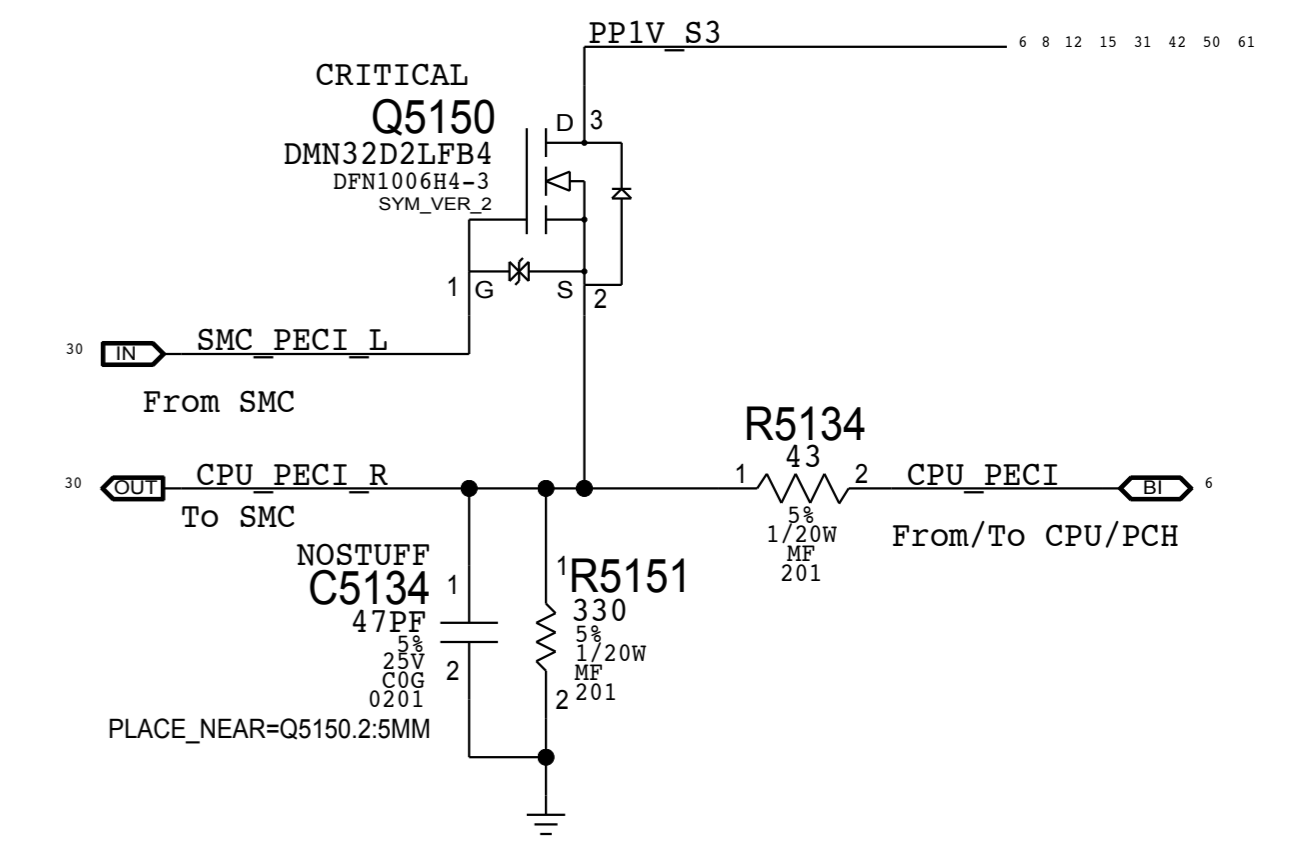 PP1V_S3
6 8 12 15 31 42 50 61
CRITICAL
Q5150
DMN32D2LFB4
DFN1006H4-3
SYM_VER_2
D 3
1 G
S 2
30 IN SMC_PECI_L
From SMC
30 OUT CPU_PECI_R
To SMC
R5134
43
1 2
5%
1/20W
MF
201
CPU_PECI BI 6
From/To CPU/PCH
NOSTUFF
C5134
47PF
5%
25V
C0G
0201
1
2
PLACE_NEAR=Q5150.2:5MM
1
R5151
330
5%
1/20W
MF
201
2